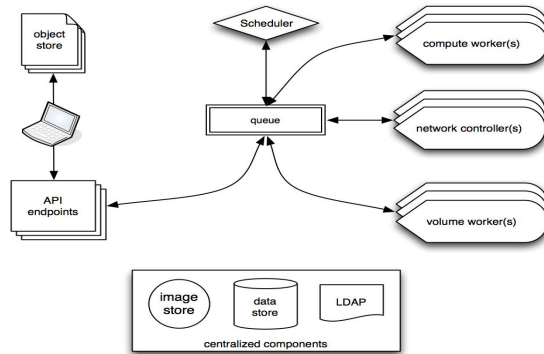 object
store
Scheduler
compute worker(s)
queue
network controller(s)
API
endpoints
volume worker(s)
image
store
data
store
LDAP
centralized components